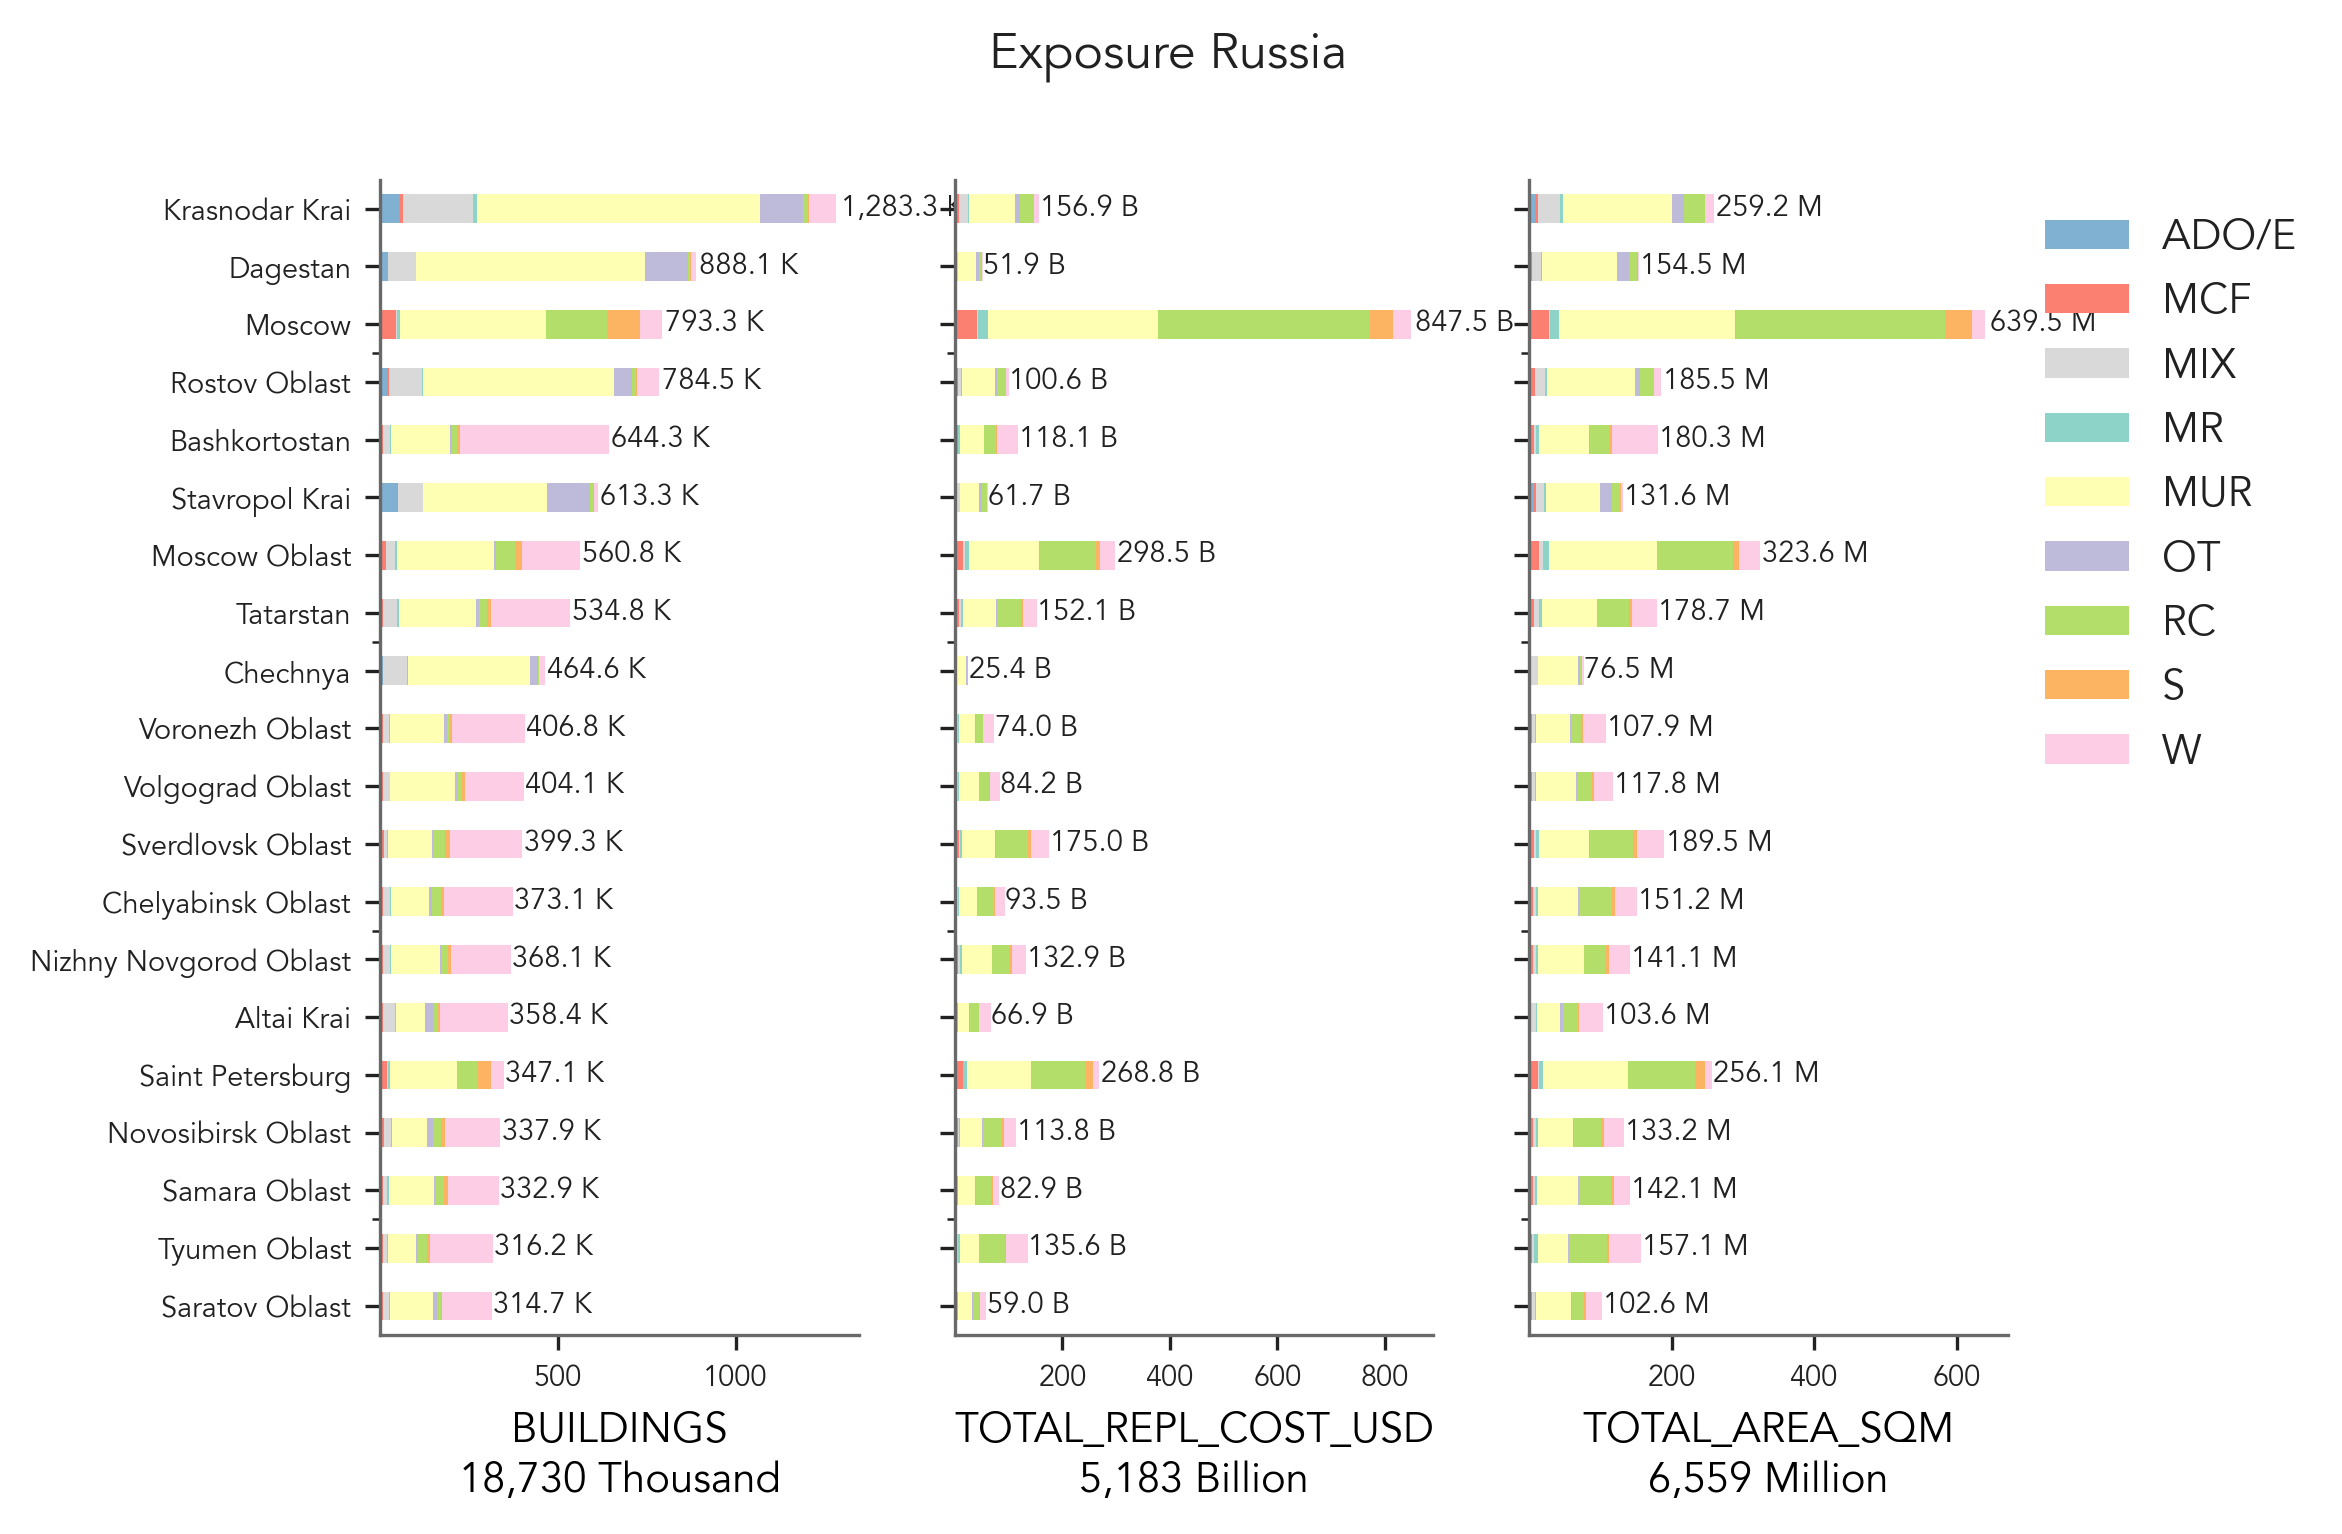 Exposure Russia
Krasnodar Krai 1,283.3 K 156.9 B 259.2 M
Dagestan 888.1 K 51.9 B 154.5 M
Moscow 793.3 K 847.5 B 639.5 M
Rostov Oblast 784.5 K 100.6 B 185.5 M
Bashkortostan 644.3 K 118.1 B 180.3 M
Stavropol Krai 613.3 K 61.7 B 131.6 M
Moscow Oblast 560.8 K 298.5 B 323.6 M
Tatarstan 534.8 K 152.1 B 178.7 M
Chechnya 464.6 K 25.4 B 76.5 M
Voronezh Oblast 406.8 K 74.0 B 107.9 M
Volgograd Oblast 404.1 K 84.2 B 117.8 M
Sverdlovsk Oblast 399.3 K 175.0 B 189.5 M
Chelyabinsk Oblast 373.1 K 93.5 B 151.2 M
Nizhny Novgorod Oblast 368.1 K 132.9 B 141.1 M
Altai Krai 358.4 K 66.9 B 103.6 M
Saint Petersburg 347.1 K 268.8 B 256.1 M
Novosibirsk Oblast 337.9 K 113.8 B 133.2 M
Samara Oblast 332.9 K 82.9 B 142.1 M
Tyumen Oblast 316.2 K 135.6 B 157.1 M
Saratov Oblast 314.7 K 59.0 B 102.6 M
500 1000 200 400 600 800 200 400 600
BUILDINGS TOTAL_REPL_COST_USD TOTAL_AREA_SQM
18,730 Thousand 5,183 Billion 6,559 Million
ADO/E
MCF
MIX
MR
MUR
OT
RC
S
W